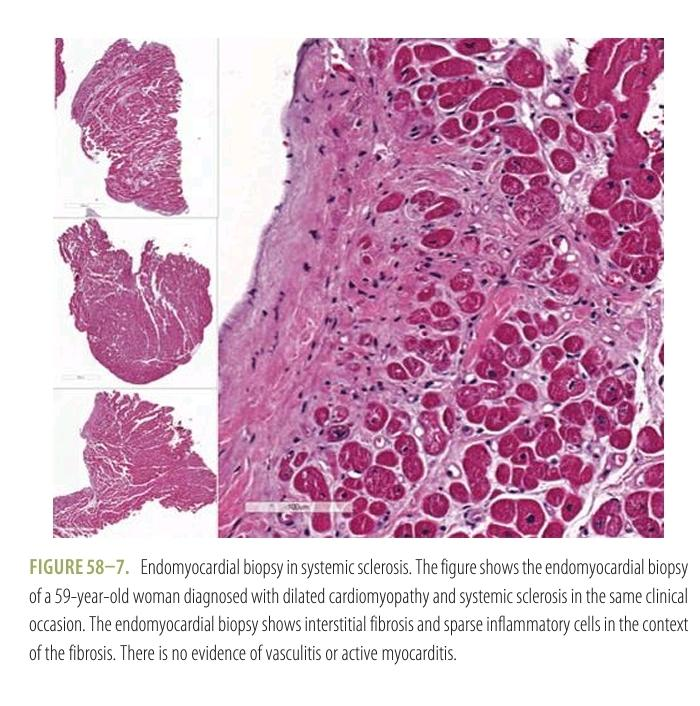 100um
FIGURE 58–7. Endomyocardial biopsy in systemic sclerosis. The figure shows the endomyocardial biopsy
of a 59-year-old woman diagnosed with dilated cardiomyopathy and systemic sclerosis in the same clinical
occasion. The endomyocardial biopsy shows interstitial fibrosis and sparse inflammatory cells in the context
of the fibrosis. There is no evidence of vasculitis or active myocarditis.